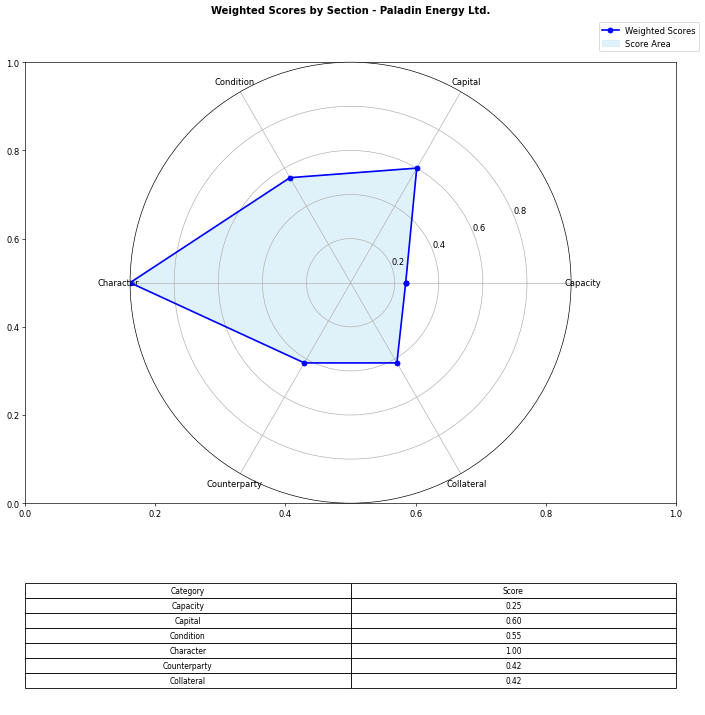 Weighted Scores by Section - Paladin Energy Ltd.
Weighted Scores
Score Area
1.0
0.8
0.6
0.4
0.2
0.0
0.0 0.2 0.4 0.6 0.8 1.0
Condition
Capital
Character
Capacity
Counterparty
Collateral
0.2
0.4
0.6
0.8
Category Score
Capacity 0.25
Capital 0.60
Condition 0.55
Character 1.00
Counterparty 0.42
Collateral 0.42